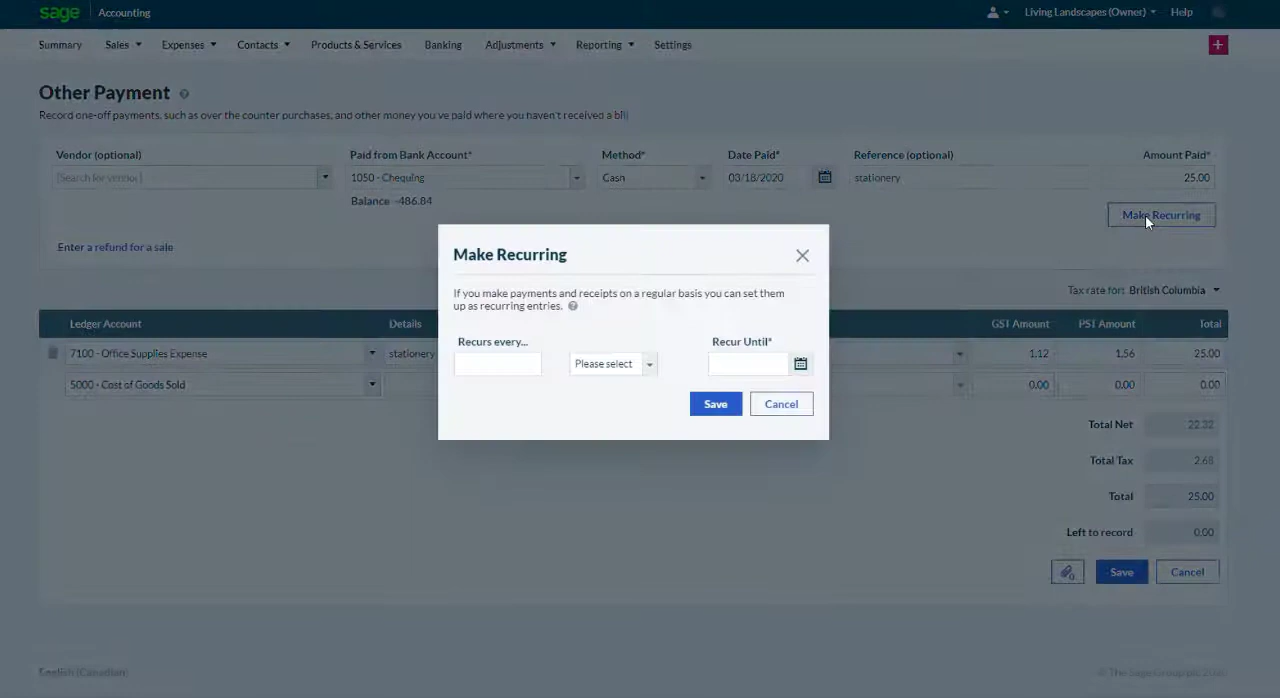 sage Accounting Living Landscapes (Owner) Help
Summary Sales Expenses Contacts Products & Services Banking Adjustments Reporting Settings +
Other Payment ?
Record one-off payments, such as over the counter purchases, and other money you've paid where you haven't received a bill
Vendor (optional) Paid from Bank Account* Method* Date Paid* Reference (optional) Amount Paid*
(Search for vendor) 1050 - Chequing Cash 03/18/2020 stationery 25.00
Balance -486.84
Make Recurring
Enter a refund for a sale
Make Recurring
If you make payments and receipts on a regular basis you can set them
up as recurring entries. ?
Recurs every... Recur Until*
Please select
Save Cancel
Tax rate for: British Columbia
Ledger Account Details GST Amount PST Amount Total
7100 - Office Supplies Expense stationery 1.12 1.56 25.00
5000 - Cost of Goods Sold 0.00 0.00 0.00
Total Net 22.32
Total Tax 2.68
Total 25.00
Left to record 0.00
0 Save Cancel
English (Canadian)
© The Sage Group plc